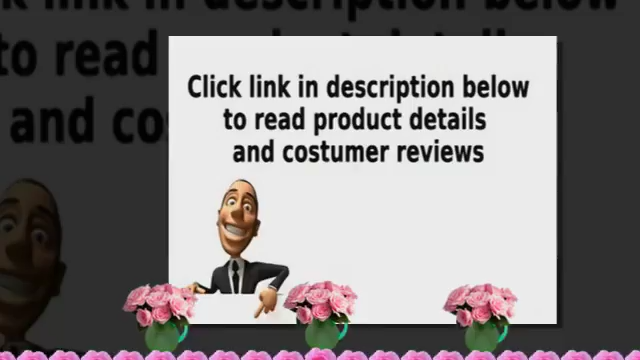 Click link in description below
to read product details
and costumer reviews